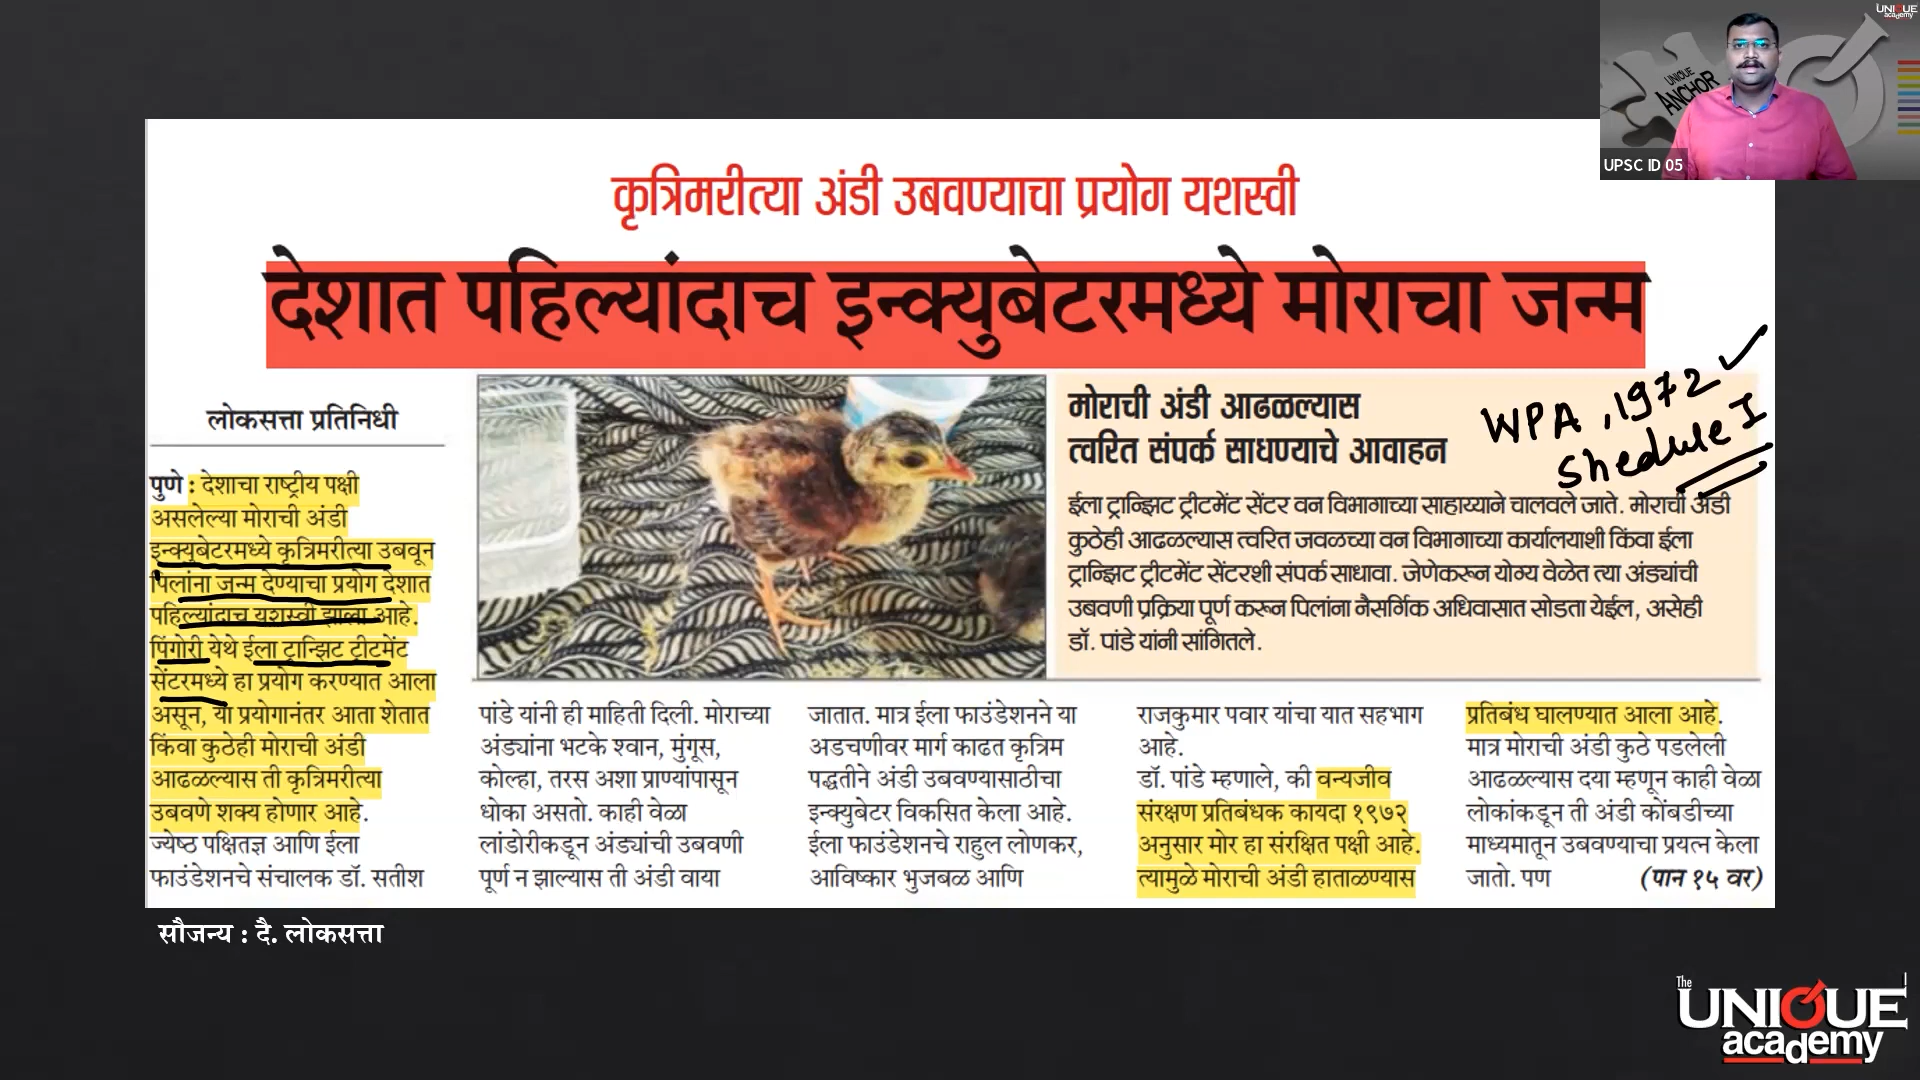 UNIQUE
academy
UNIQUE
ANCHOR
UPSC ID 05
कृत्रिमरीत्या अंडी उबवण्याचा प्रयोग यशस्वी
देशात पहिल्यांदाच इन्क्युबेटरमध्ये मोराचा जन्म
WPA, 1972
Shedule I
लोकसत्ता प्रतिनिधी
पुणे : देशाचा राष्ट्रीय पक्षी
असलेल्या मोराची अंडी
इन्क्युबेटरमध्ये कृत्रिमरीत्या उबवून
पिलांना जन्म देण्याचा प्रयोग देशात
पहिल्यांदाच यशस्वी झाला आहे.
पिंगोरी येथे ईला ट्रान्झिट ट्रीटमेंट
सेंटरमध्ये हा प्रयोग करण्यात आला
असून, या प्रयोगानंतर आता शेतात
किंवा कुठेही मोराची अंडी
आढळल्यास ती कृत्रिमरीत्या
उबवणे शक्य होणार आहे.
ज्येष्ठ पक्षितज्ञ आणि ईला
फाउंडेशनचे संचालक डॉ. सतीश
पांडे यांनी ही माहिती दिली. मोराच्या
अंड्यांना भटके श्वान, मुंगूस,
कोल्हा, तरस अशा प्राण्यांपासून
धोका असतो. काही वेळा
लांडोरीकडून अंड्यांची उबवणी
पूर्ण न झाल्यास ती अंडी वाया
जातात. मात्र ईला फाउंडेशनने या
अडचणीवर मार्ग काढत कृत्रिम
पद्धतीने अंडी उबवण्यासाठीचा
इन्क्युबेटर विकसित केला आहे.
ईला फाउंडेशनचे राहुल लोणकर,
आविष्कार भुजबळ आणि
राजकुमार पवार यांचा यात सहभाग
आहे.
डॉ. पांडे म्हणाले, की वन्यजीव
संरक्षण प्रतिबंधक कायदा १९७२
अनुसार मोर हा संरक्षित पक्षी आहे.
त्यामुळे मोराची अंडी हाताळण्यास
प्रतिबंध घालण्यात आला आहे.
मात्र मोराची अंडी कुठे पडलेली
आढळल्यास दया म्हणून काही वेळा
लोकांकडून ती अंडी कोंबडीच्या
माध्यमातून उबवण्याचा प्रयत्न केला
जातो. पण (पान १५ वर)
मोराची अंडी आढळल्यास
त्वरित संपर्क साधण्याचे आवाहन
ईला ट्रान्झिट ट्रीटमेंट सेंटर वन विभागाच्या साहाय्याने चालवले जाते. मोराची अंडी
कुठेही आढळल्यास त्वरित जवळच्या वन विभागाच्या कार्यालयाशी किंवा ईला
ट्रान्झिट ट्रीटमेंट सेंटरशी संपर्क साधावा. जेणेकरून योग्य वेळेत त्या अंड्यांची
उबवणी प्रक्रिया पूर्ण करून पिलांना नैसर्गिक अधिवासात सोडता येईल, असेही
डॉ. पांडे यांनी सांगितले.
सौजन्य : दै. लोकसत्ता
The
UNIQUE
academy